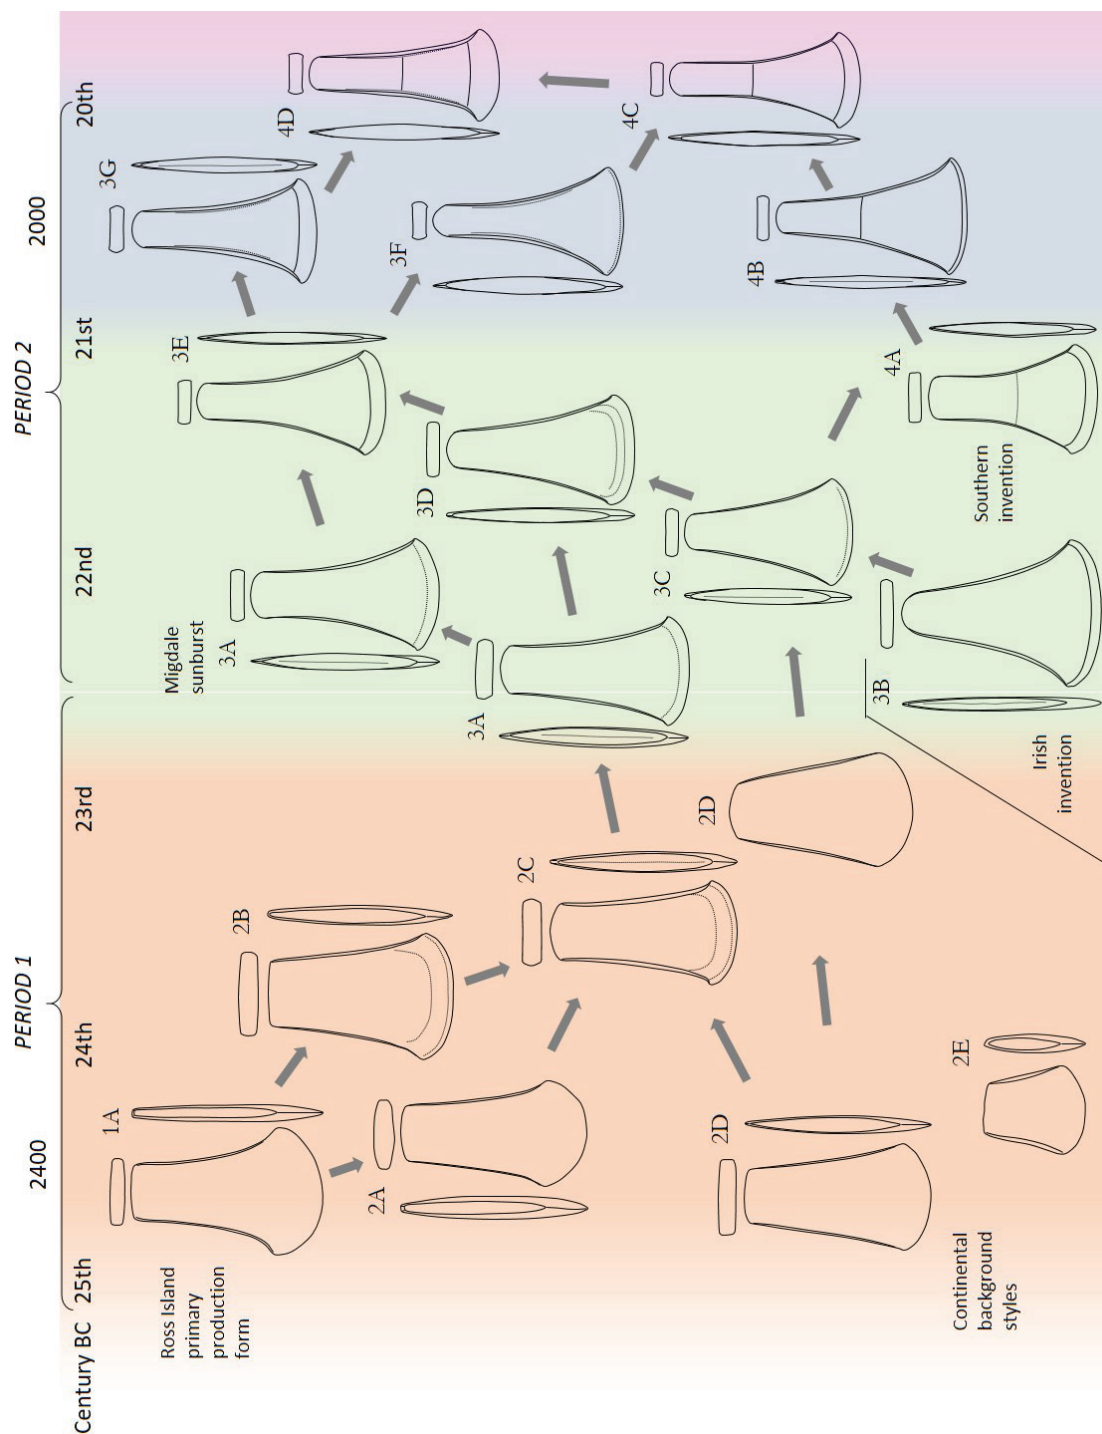 Century BC
25th
24th
23rd
22nd
21st
20th
2400
2000
PERIOD 1
PERIOD 2
Ross Island
primary
production
form
1A
2A
2B
2C
2D
2D
2E
Continental
background
styles
Migdale
sunburst
3A
3A
3B
Irish
invention
3C
3D
3E
3F
3G
Southern
invention
4A
4B
4C
4D